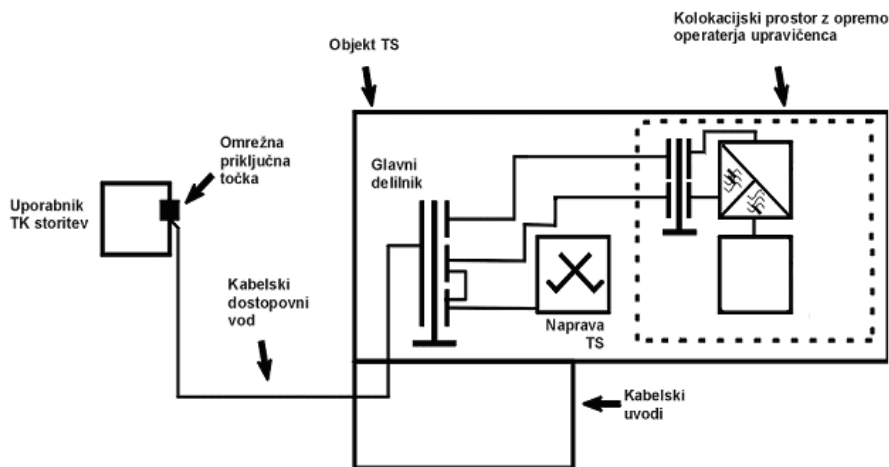 Kolokacijski prostor z opremo
operaterja upravičenca
Objekt TS
Omrežna
priključna
točka
Glavni
delilnik
Uporabnik
TK storitev
Kabelski
dostopovni
vod
Naprava
TS
Kabelski
uvodi